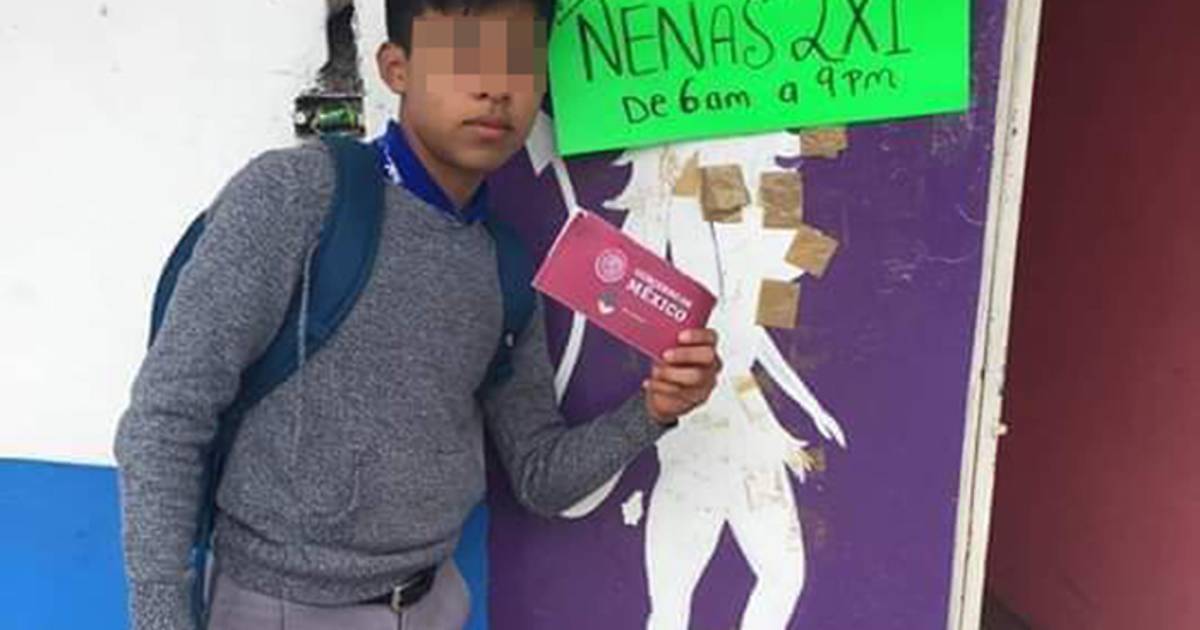 NENAS 2X1
De 6am a 9pm
GOBIERNO DE
MÉXICO